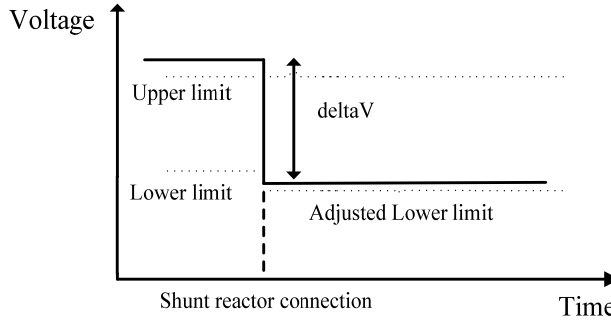 Voltage
Upper limit
deltaV
Lower limit
Adjusted Lower limit
Shunt reactor connection
Time